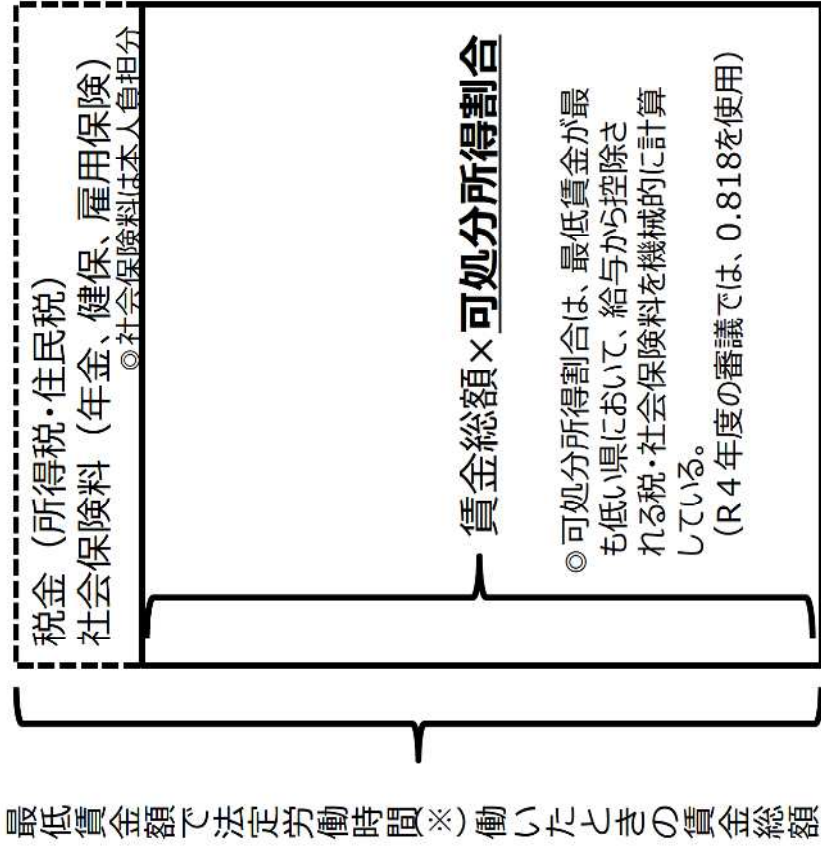 税金（所得税・住民税）
社会保険料（年金、健保、雇用保険）
◎社会保険料は本人負担分
賃金総額×可処分所得割合
◎可処分所得割合は、最低賃金が最
も低い県において、給与から控除さ
れる税・社会保険料を機械的に計算
している。
（R４年度の審議では、0.818を使用）
最低賃金額で法定労働時間(※)働いたときの賃金総額